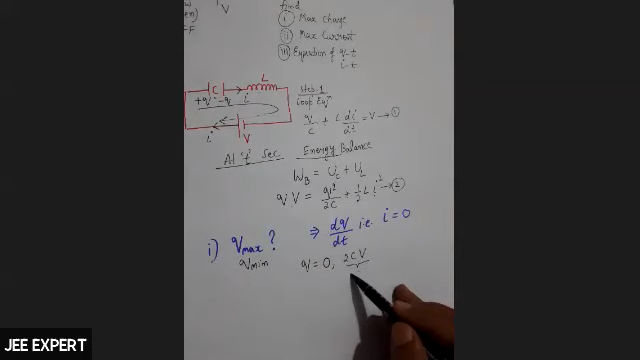 find
V
i) Max Charge
ii) Max Current
F-F
iii) Equation of q-t
i-t
C L
+q -q i
Step-1
loop Eqn
q/C + L di/dt = V → ①
i V
At 't' Sec
Energy Balance
W_B = U_C + U_L
qV = q²/2C + 1/2 L i² → ②
i) q_max ? ⇒ dq/dt i.e. i = 0
q_min q = 0, 2CV
JEE EXPERT